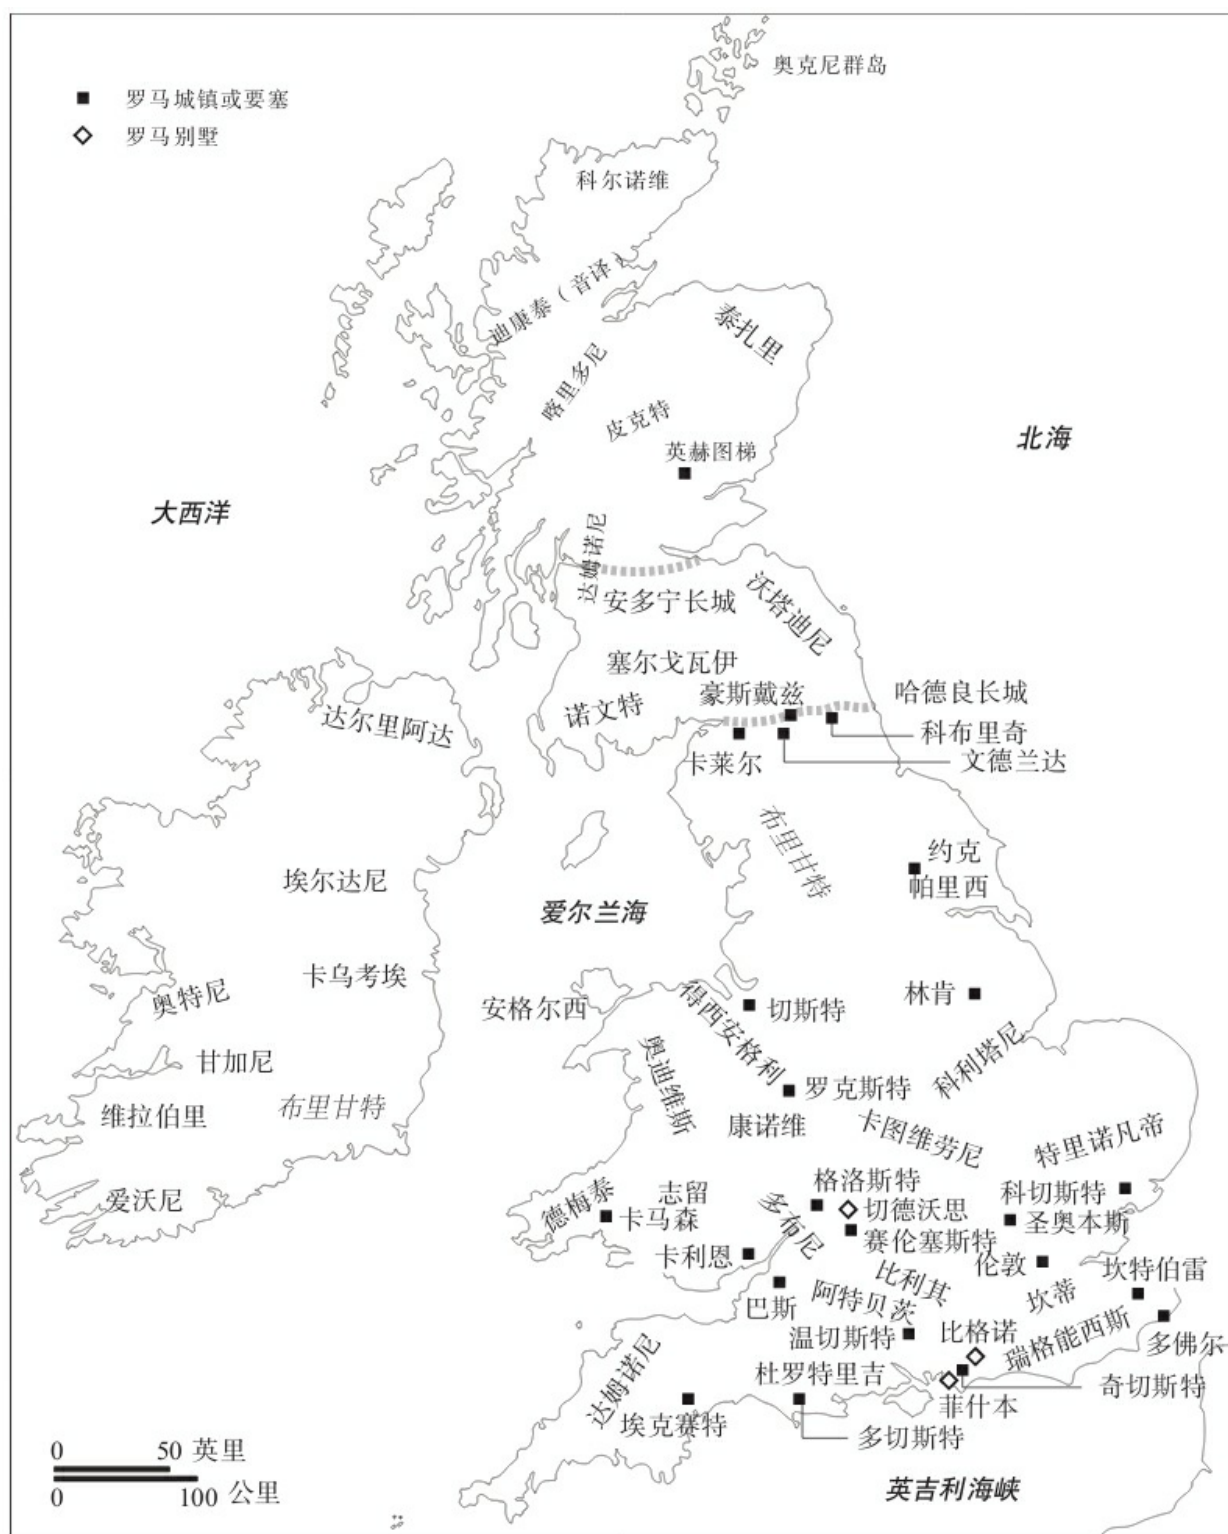 奥克尼群岛
■ 罗马城镇或要塞
◇ 罗马别墅
科尔诺维
迪康泰（音译）
泰扎里
喀里多尼
皮克特
英赫图梯
北海
大西洋
达姆诺尼
安多宁长城
沃塔迪尼
塞尔戈瓦伊
豪斯戴兹
哈德良长城
诺文特
达尔里阿达
科布里奇
卡莱尔
文德兰达
布里甘特
约克
帕里西
埃尔达尼
爱尔兰海
卡乌考埃
奥特尼
安格尔西
得西安格利
切斯特
林肯
甘加尼
奥迪维斯
罗克斯特
科利塔尼
维拉伯里
布里甘特
康诺维
卡图维劳尼
特里诺凡帝
爱沃尼
德梅泰
志留
卡马森
多布尼
格洛斯特
切德沃思
科切斯特
圣奥本斯
赛伦塞斯特
卡利恩
伦敦
坎特伯雷
比利其
巴斯
阿特贝茨
坎蒂
温切斯特
比格诺
瑞格能西斯
多佛尔
达姆诺尼
杜罗特里吉
奇切斯特
埃克赛特
菲什本
多切斯特
0 50 英里
0 100 公里
英吉利海峡